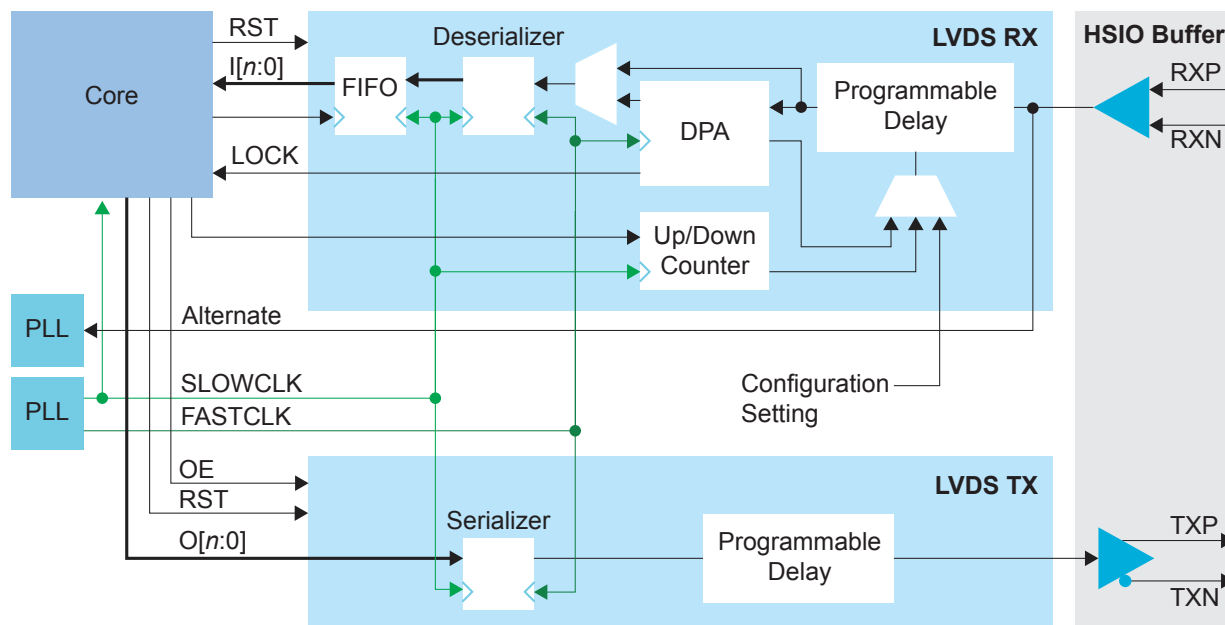 RST
Deserializer
LVDS RX
HSIO Buffer
I[n:0]
FIFO
RXP
Core
Programmable
Delay
DPA
RXN
LOCK
Up/Down
Counter
Alternate
PLL
SLOWCLK
Configuration
Setting
PLL
FASTCLK
OE
LVDS TX
RST
Serializer
TXP
O[n:0]
Programmable
Delay
TXN